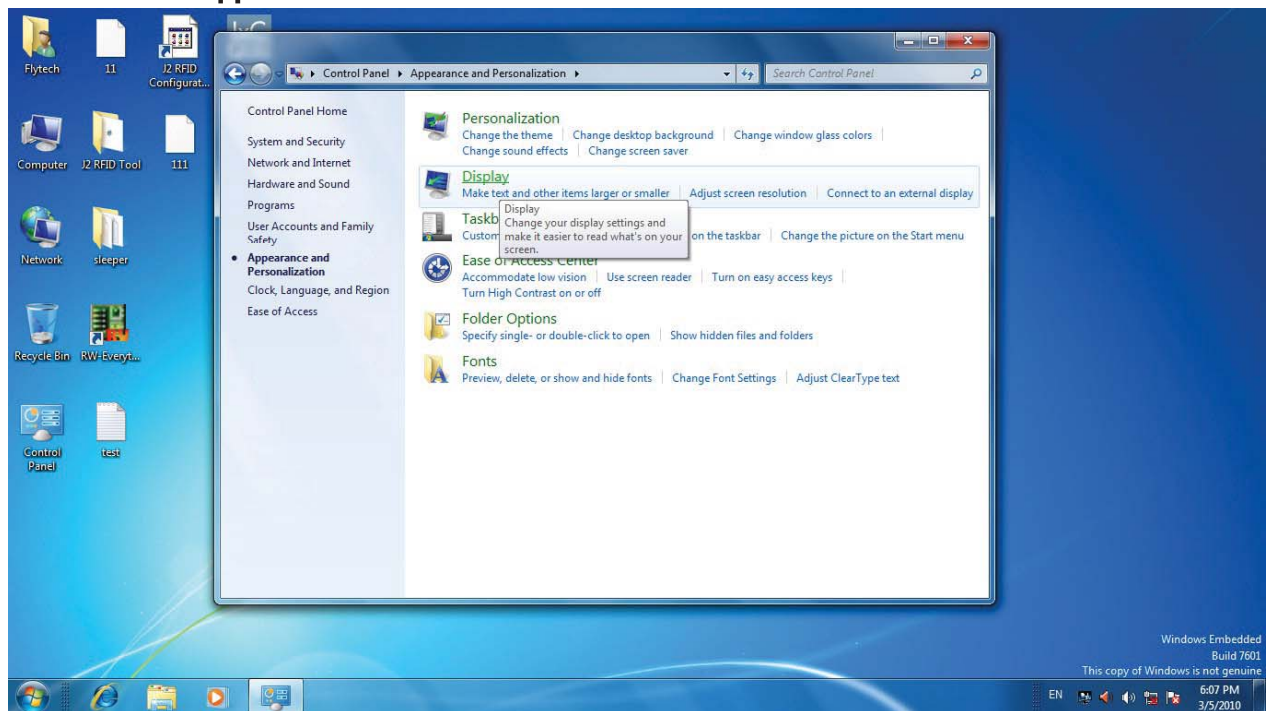 Flytech
11
J2 RFID
Configurat...
Computer
J2 RFID Tool
111
Network
sleeper
Recycle Bin
RW-Everyt...
Control
Panel
test
Control Panel
Appearance and Personalization
Search Control Panel
Control Panel Home
System and Security
Network and Internet
Hardware and Sound
Programs
User Accounts and Family
Safety
Appearance and
Personalization
Clock, Language, and Region
Ease of Access
Personalization
Change the theme Change desktop background Change window glass colors
Change sound effects Change screen saver
Display
Make text and other items larger or smaller Adjust screen resolution Connect to an external display
Display
Change your display settings and
make it easier to read what's on your
screen.
Taskb
Custom on the taskbar Change the picture on the Start menu
Ease of Access Center
Accommodate low vision Use screen reader Turn on easy access keys
Turn High Contrast on or off
Folder Options
Specify single- or double-click to open Show hidden files and folders
Fonts
Preview, delete, or show and hide fonts Change Font Settings Adjust ClearType text
Windows Embedded
Build 7601
This copy of Windows is not genuine
EN
6:07 PM
3/5/2010